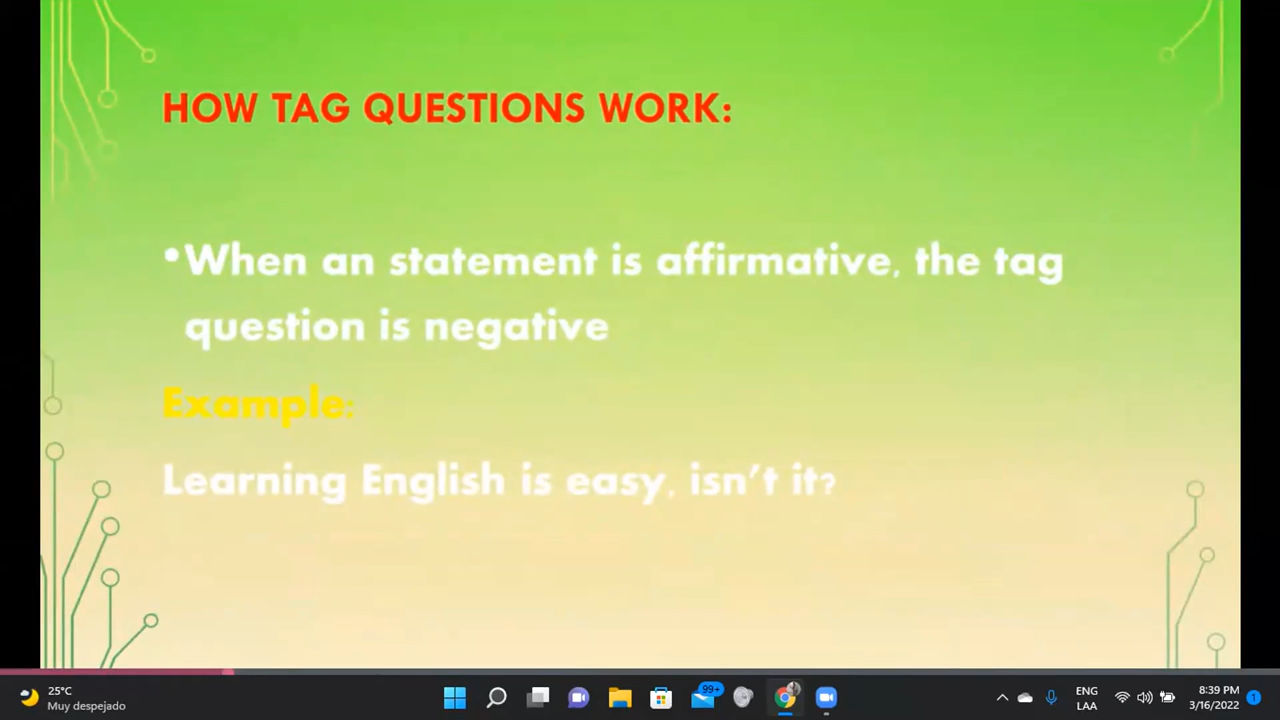 HOW TAG QUESTIONS WORK:
•When an statement is affirmative, the tag
question is negative
Example:
Learning English is easy, isn't it?
25°C
Muy despejado
99+
ENG
LAA
8:39 PM
3/16/2022
1